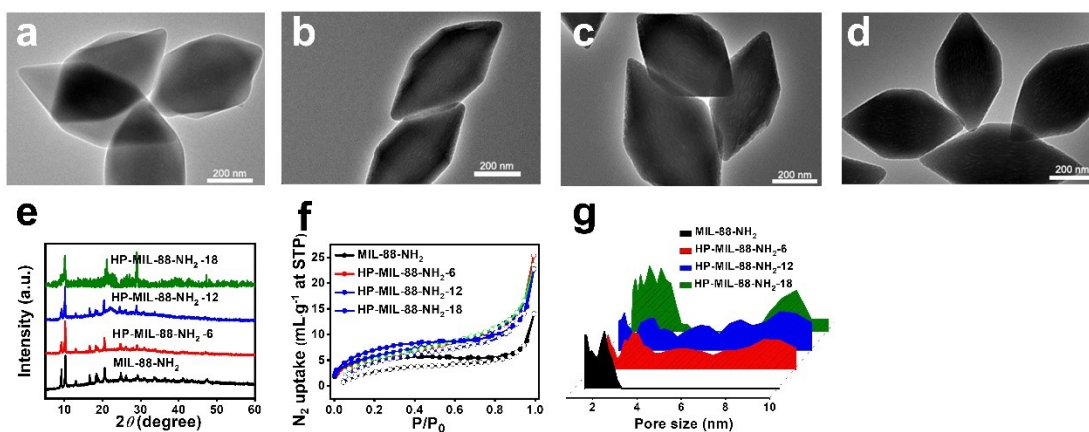 a
200 nm
b
200 nm
c
200 nm
d
200 nm
e
Intensity (a.u.)
HP-MIL-88-NH₂-18
HP-MIL-88-NH₂-12
HP-MIL-88-NH₂-6
MIL-88-NH₂
10 20 30 40 50 60
2θ (degree)
f
N₂ uptake (mL·g⁻¹ at STP)
25
20
15
10
5
0
MIL-88-NH₂
HP-MIL-88-NH₂-6
HP-MIL-88-NH₂-12
HP-MIL-88-NH₂-18
0.0 0.2 0.4 0.6 0.8 1.0
P/P₀
g
MIL-88-NH₂
HP-MIL-88-NH₂-6
HP-MIL-88-NH₂-12
HP-MIL-88-NH₂-18
2 4 6 8 10
Pore size (nm)